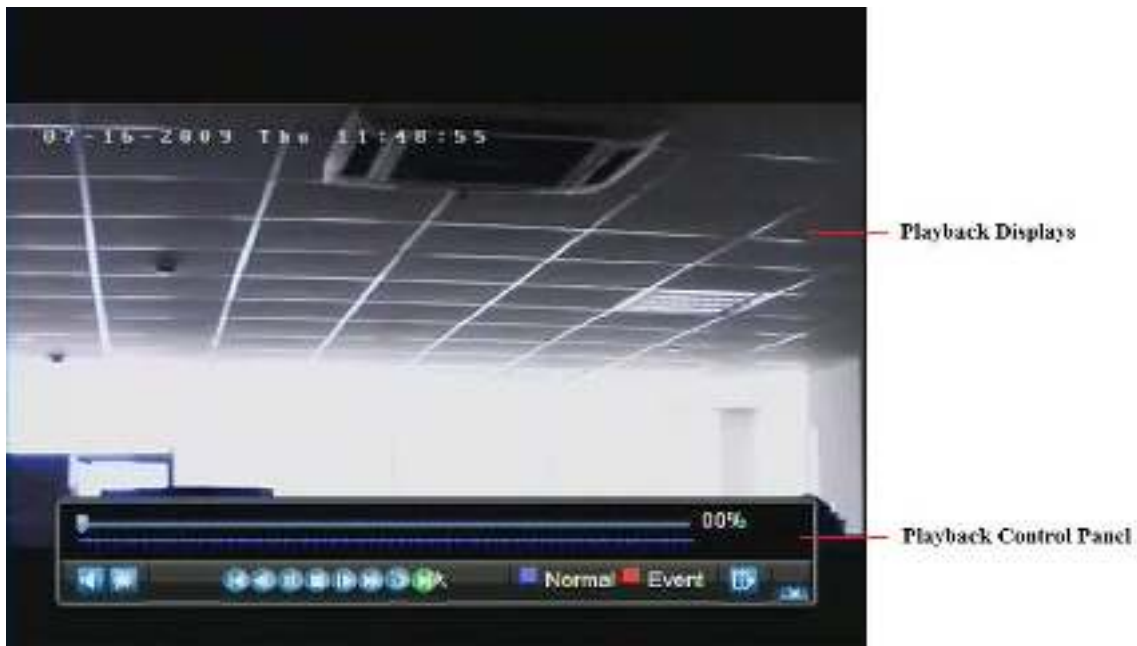 07-16-2009 Thu 11:48:55
Playback Displays
00%
Playback Control Panel
Normal Event